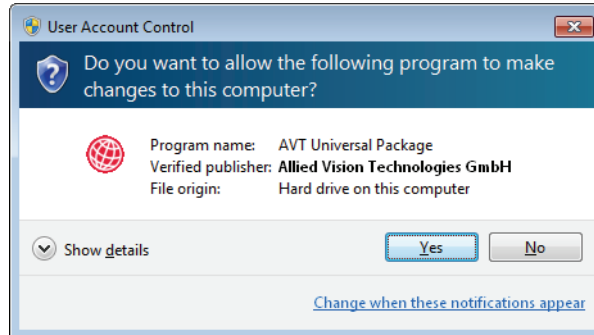 User Account Control
Do you want to allow the following program to make
changes to this computer?
Program name: AVT Universal Package
Verified publisher: Allied Vision Technologies GmbH
File origin: Hard drive on this computer
Show details
Yes
No
Change when these notifications appear